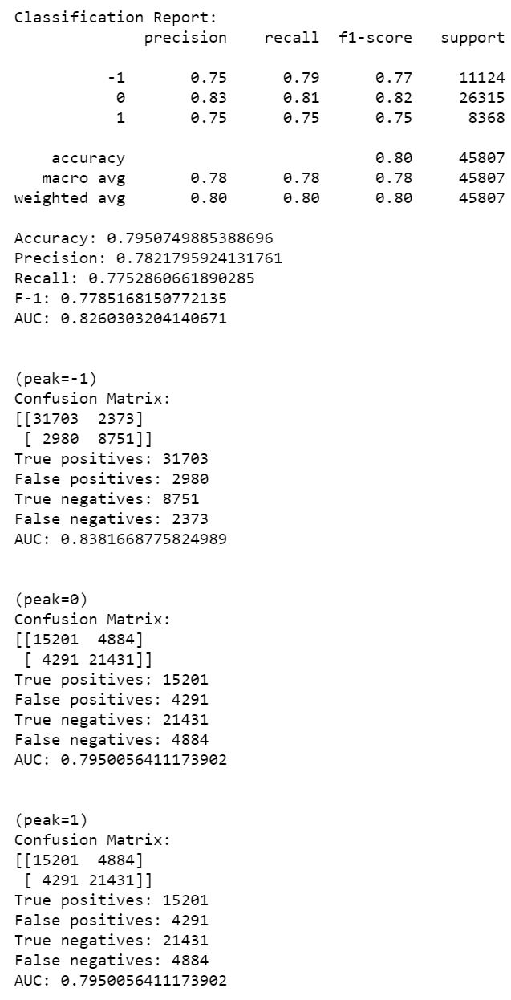 Classification Report:
precision recall f1-score support
-1 0.75 0.79 0.77 11124
0 0.83 0.81 0.82 26315
1 0.75 0.75 0.75 8368
accuracy 0.80 45807
macro avg 0.78 0.78 0.78 45807
weighted avg 0.80 0.80 0.80 45807
Accuracy: 0.7950749885388696
Precision: 0.7821795924131761
Recall: 0.7752860661890285
F-1: 0.7785168150772135
AUC: 0.8260303204140671
(peak=-1)
Confusion Matrix:
[[31703 2373]
[ 2980 8751]]
True positives: 31703
False positives: 2980
True negatives: 8751
False negatives: 2373
AUC: 0.8381668775824989
(peak=0)
Confusion Matrix:
[[15201 4884]
[ 4291 21431]]
True positives: 15201
False positives: 4291
True negatives: 21431
False negatives: 4884
AUC: 0.7950056411173902
(peak=1)
Confusion Matrix:
[[15201 4884]
[ 4291 21431]]
True positives: 15201
False positives: 4291
True negatives: 21431
False negatives: 4884
AUC: 0.7950056411173902